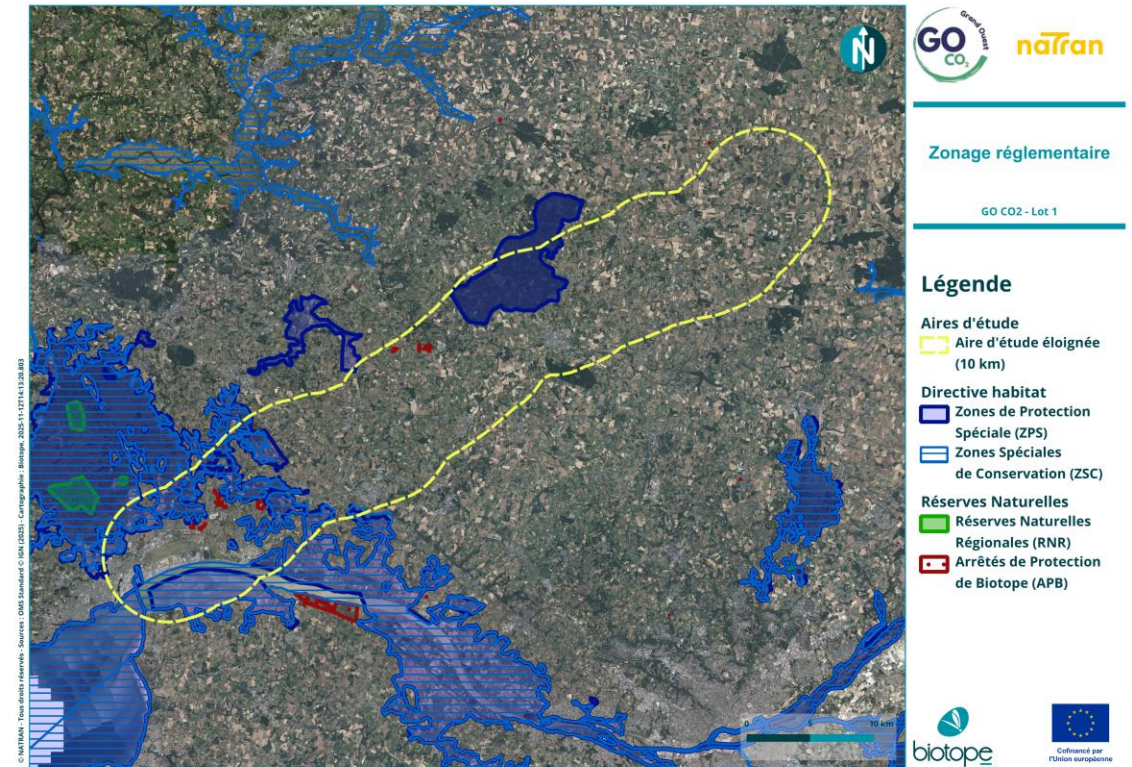 N
GO
CO₂
Grand Ouest
naTran
Zonage réglementaire
GO CO2 - Lot 1
Légende
Aires d'étude
Aire d'étude éloignée
(10 km)
Directive habitat
Zones de Protection
Spéciale (ZPS)
Zones Spéciales
de Conservation (ZSC)
Réserves Naturelles
Réserves Naturelles
Régionales (RNR)
Arrêtés de Protection
de Biotope (APB)
0 5 10 km
biotope
Cofinancé par
l'Union européenne
© NATRAN - Tous droits réservés - Sources : OMS Standard © IGN (2025) - Cartographie : Biotope, 2025-11-12T14:13:20.803